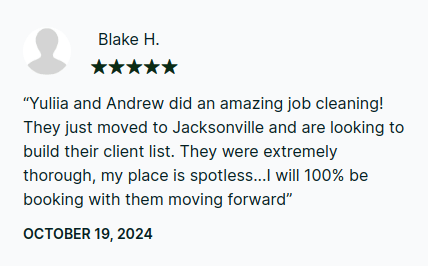 Blake H.
★★★★★
“Yuliia and Andrew did an amazing job cleaning!
They just moved to Jacksonville and are looking to
build their client list. They were extremely
thorough, my place is spotless...I will 100% be
booking with them moving forward”
OCTOBER 19, 2024